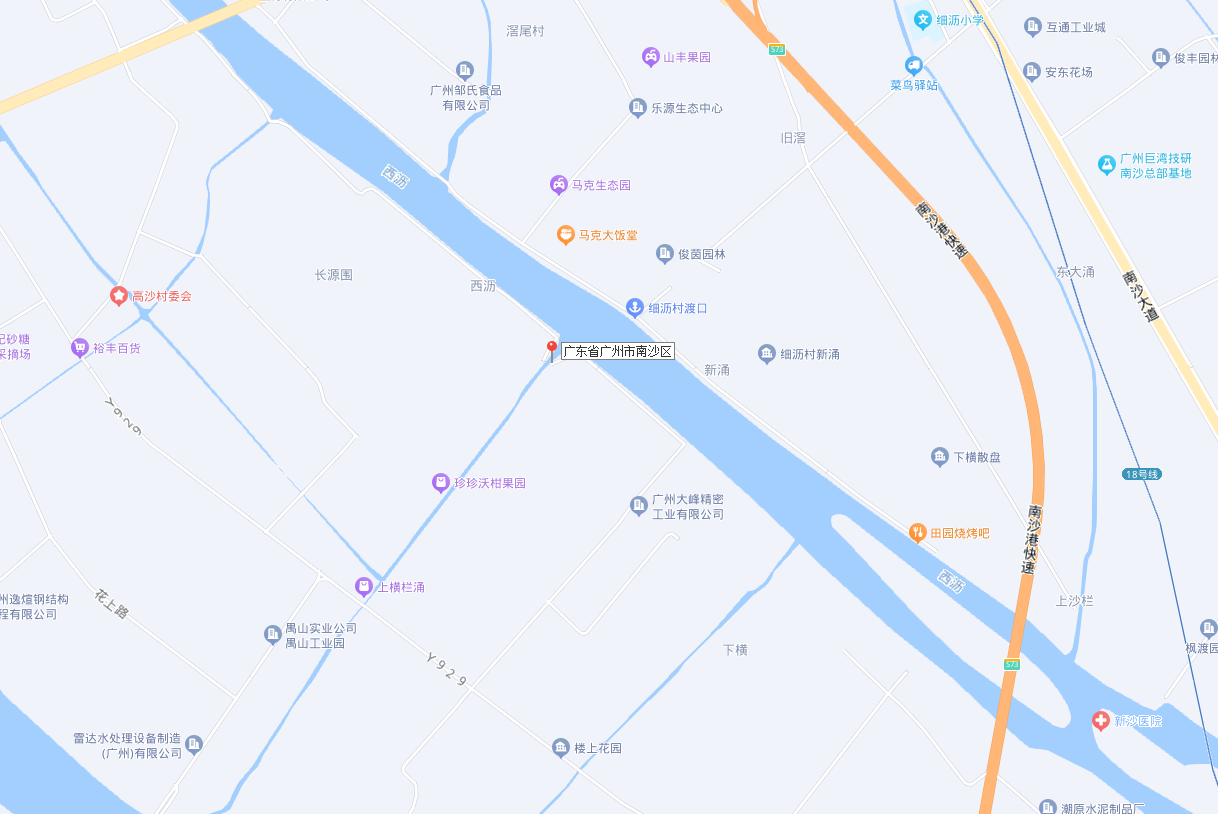 滘尾村
细沥小学
互通工业城
S73
山丰果园
俊丰园林
菜鸟驿站
安东花场
广州邹氏食品
有限公司
乐源生态中心
旧滘
广州巨湾技研
南沙总部基地
西沥
马克生态园
南沙港快速
马克大饭堂
俊茵园林
长源围
西沥
东大涌
南沙大道
高沙村委会
细沥村渡口
裕丰百货
记砂糖
采摘场
广东省广州市南沙区
细沥村新涌
新涌
Y929
下横散盘
18号线
珍珍沃柑果园
广州大峰精密
工业有限公司
南沙港快速
田园烧烤吧
西沥
上横栏涌
花上路
州逸煊钢结构
程有限公司
上沙栏
禺山实业公司
禺山工业园
Y929
下横
枫渡园
S73
新沙医院
雷达水处理设备制造
(广州)有限公司
楼上花园
潮原水泥制品厂